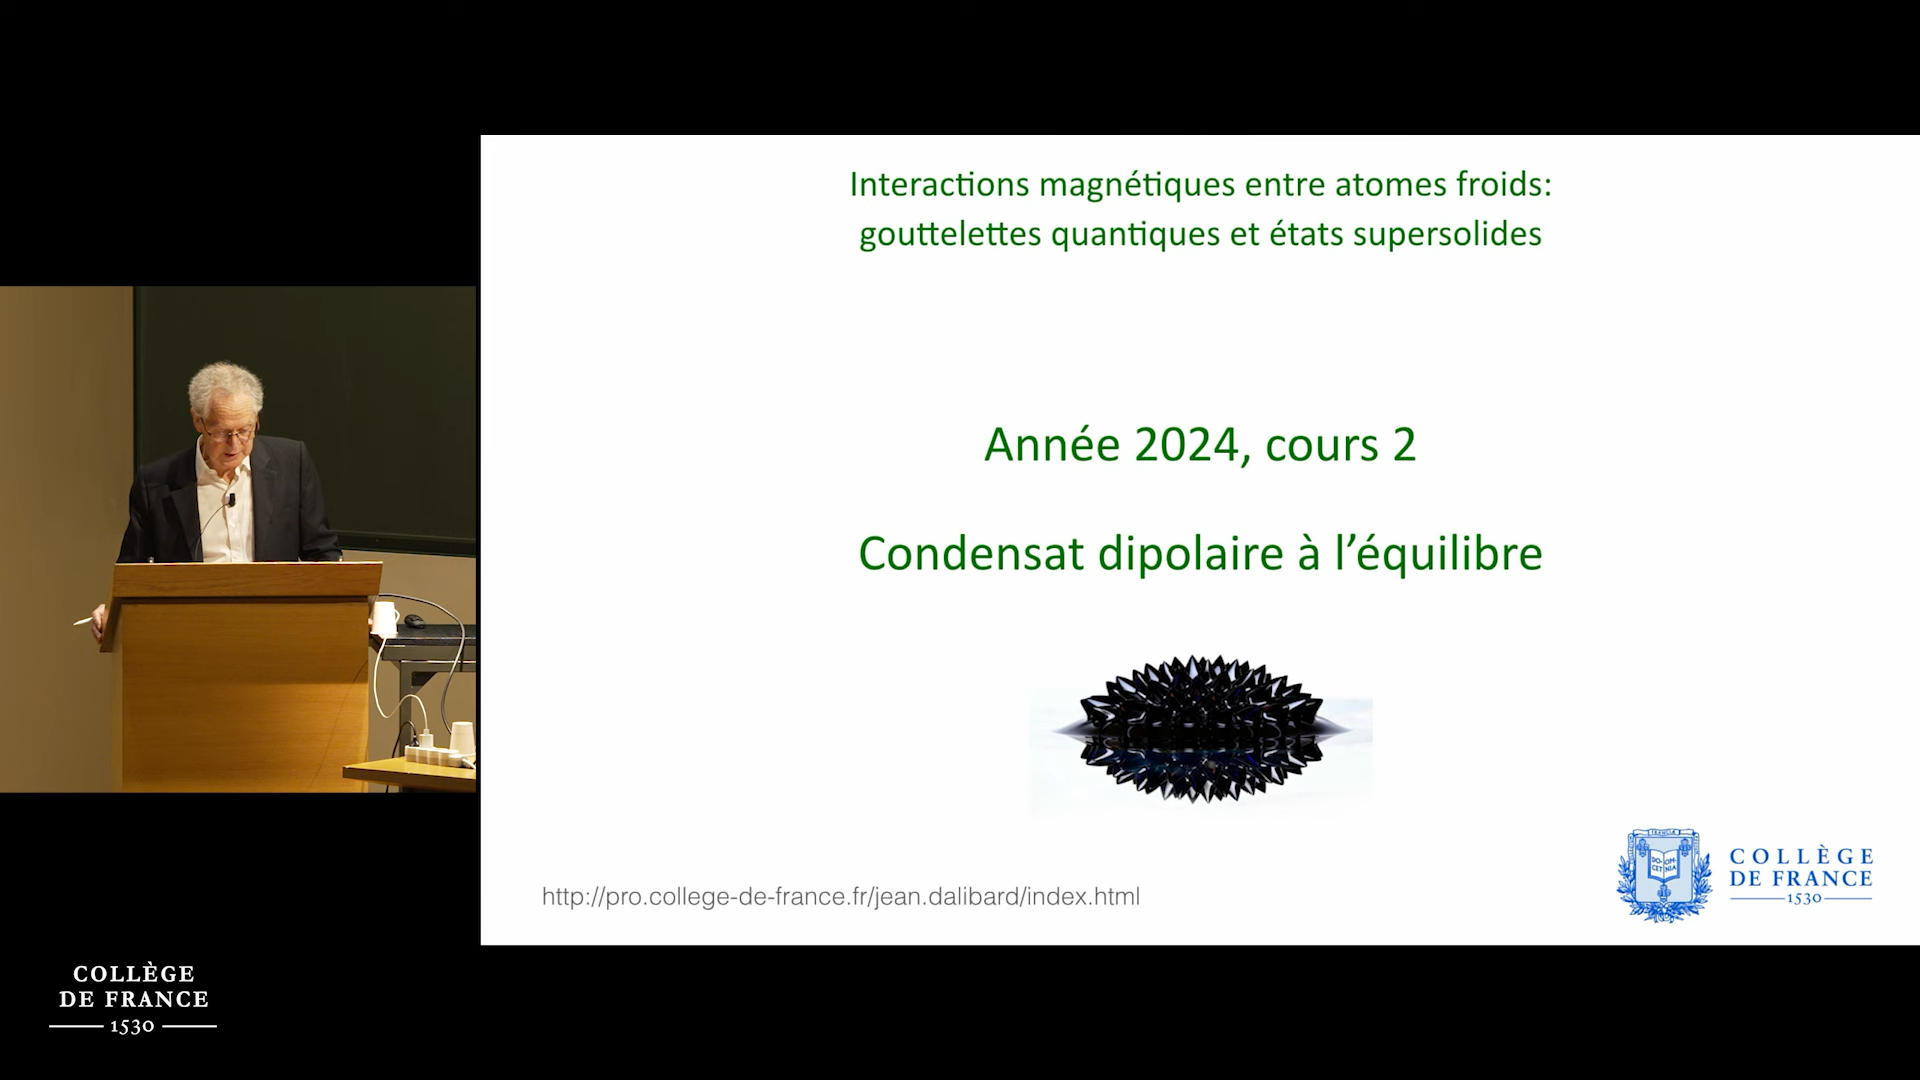 Interactions magnétiques entre atomes froids:
gouttelettes quantiques et états supersolides
Année 2024, cours 2
Condensat dipolaire à l’équilibre
http://pro.college-de-france.fr/jean.dalibard/index.html
COLLÈGE
DE FRANCE
1530
COLLÈGE
DE FRANCE
1530